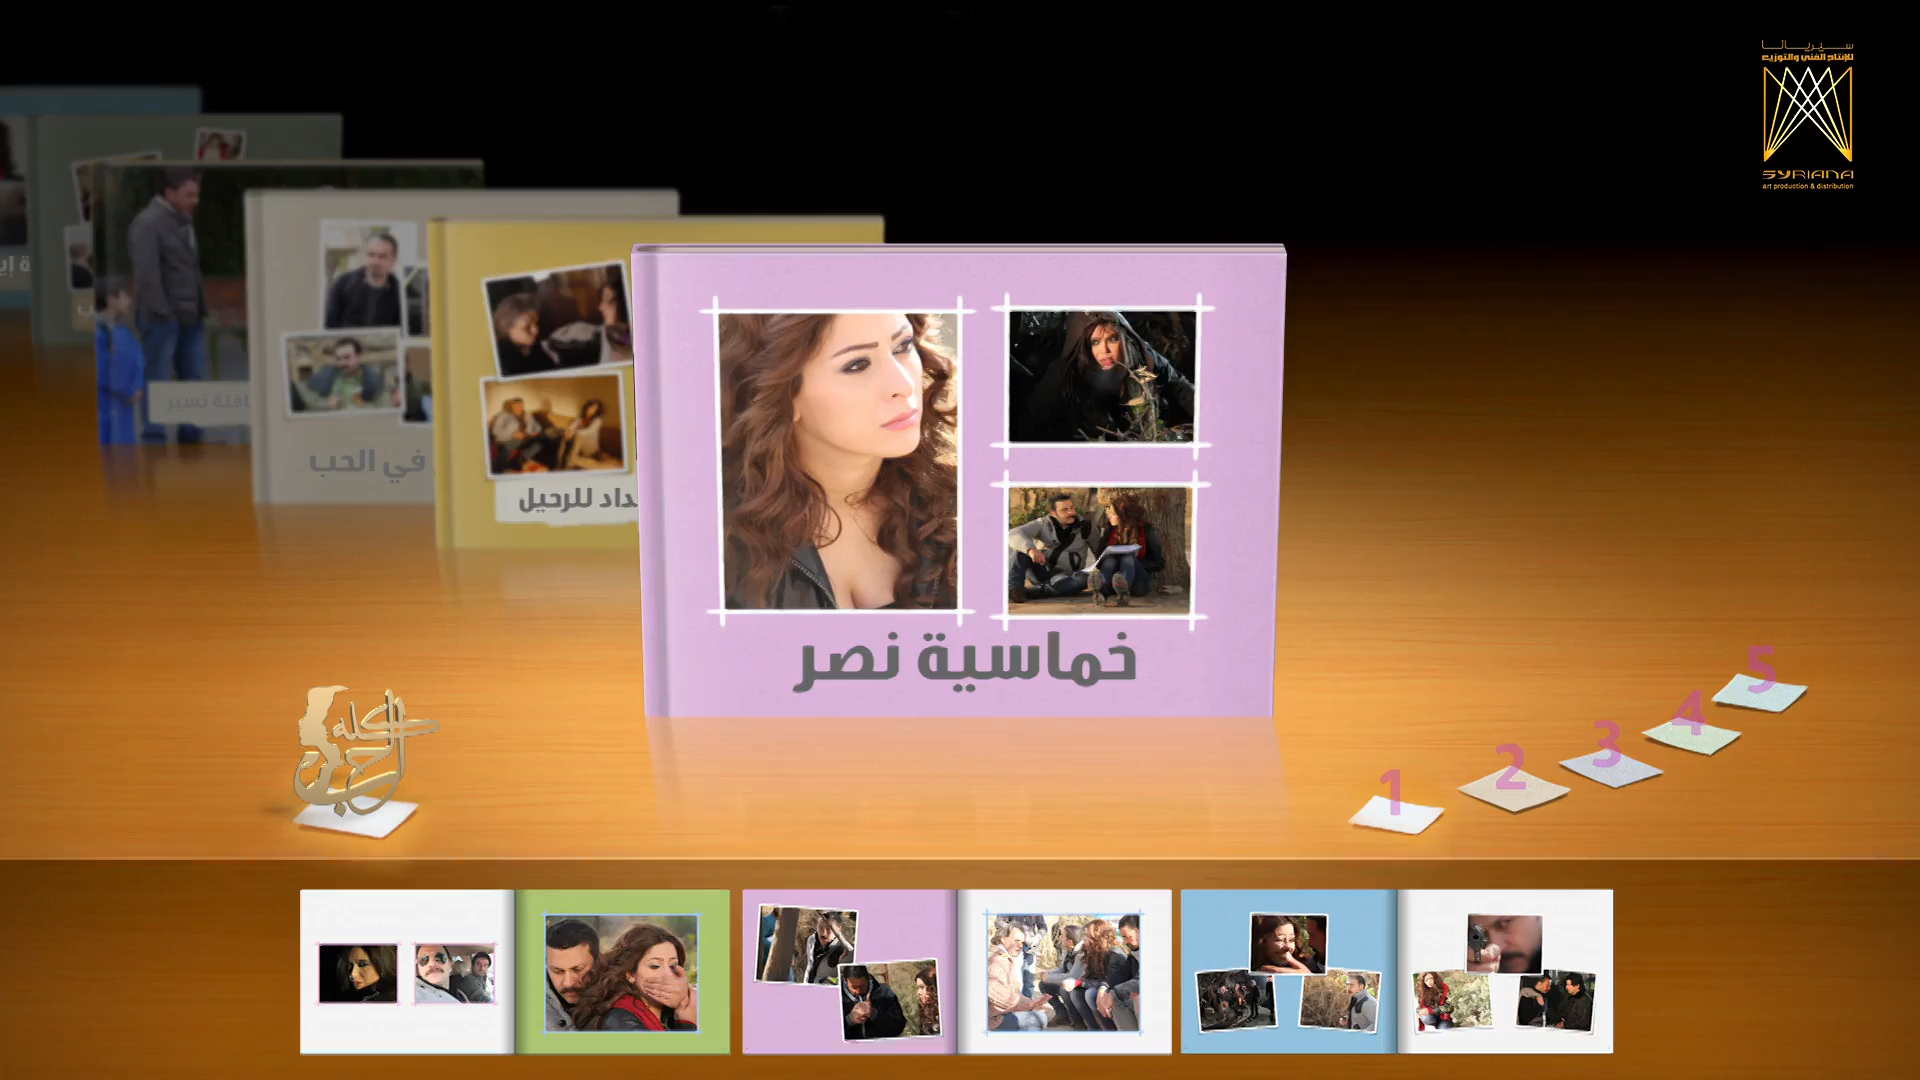 سيريانا
للإنتاج الفني والتوزيع
SYRIANA
art production & distribution
في الحب
للرحيل
خماسية نصر
الحب كله
1
2
3
4
5